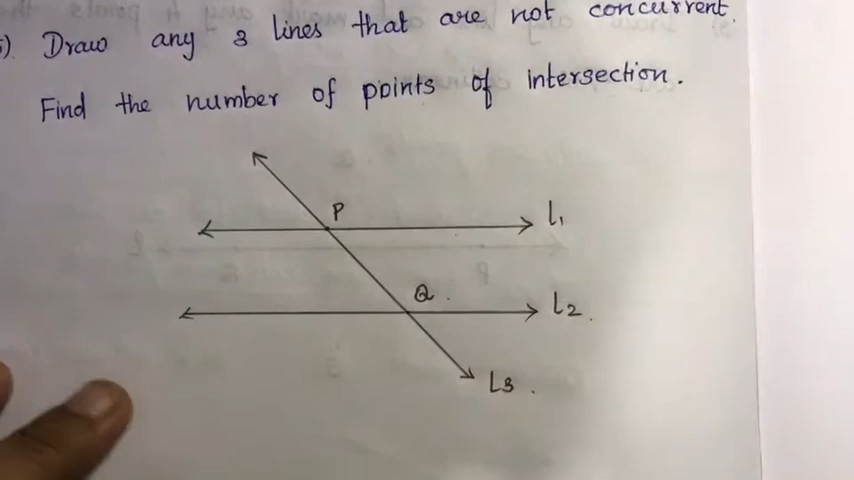 Draw any 3 lines that are not concurrent.
Find the number of points of intersection.
P
l₁
Q.
l₂.
L3.